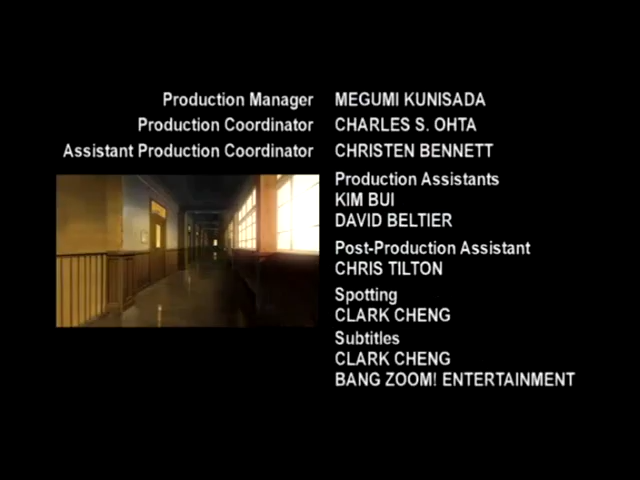 Production Manager MEGUMI KUNISADA
Production Coordinator CHARLES S. OHTA
Assistant Production Coordinator CHRISTEN BENNETT
Production Assistants
KIM BUI
DAVID BELTIER
Post-Production Assistant
CHRIS TILTON
Spotting
CLARK CHENG
Subtitles
CLARK CHENG
BANG ZOOM! ENTERTAINMENT